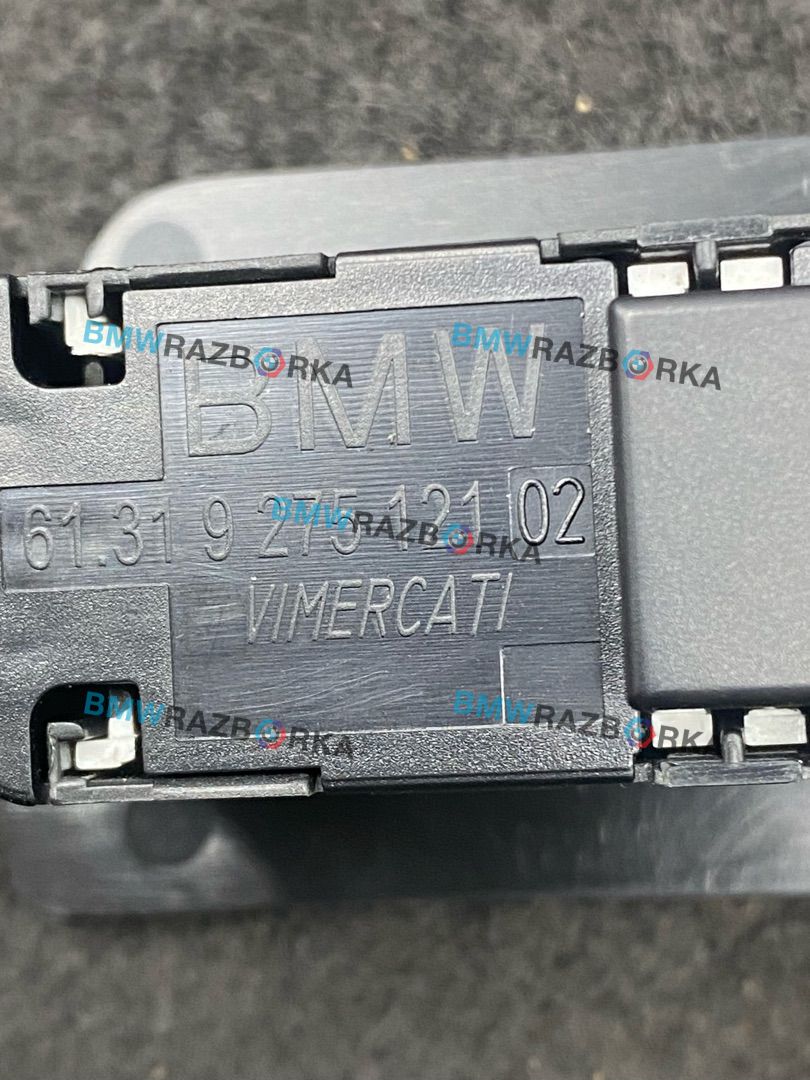 BMWRAZBORKA BMWRAZBORKA
BMW
61.31 9 275 121 02
BMWRAZBORKA
VIMERCATI
BMWRAZBORKA BMWRAZBORKA